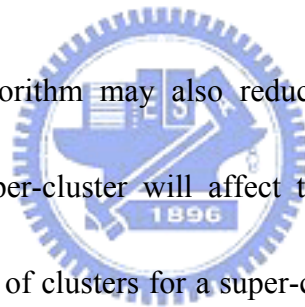 orithm may also reduc
per-cluster will affect t
1896
of clusters for a super-c